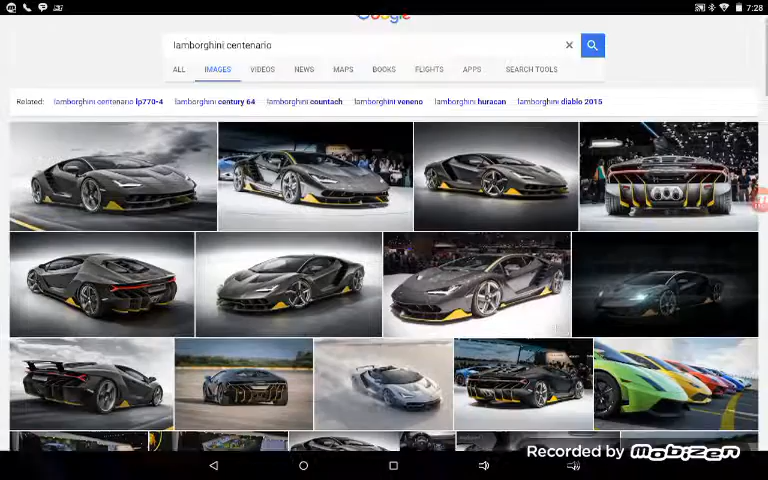 7:28
Google
lamborghini centenario
ALL IMAGES VIDEOS NEWS MAPS BOOKS FLIGHTS APPS SEARCH TOOLS
Related: lamborghini centenario lp770-4 lamborghini century 64 lamborghini countach lamborghini veneno lamborghini huracan lamborghini diablo 2015
Recorded by mobizen